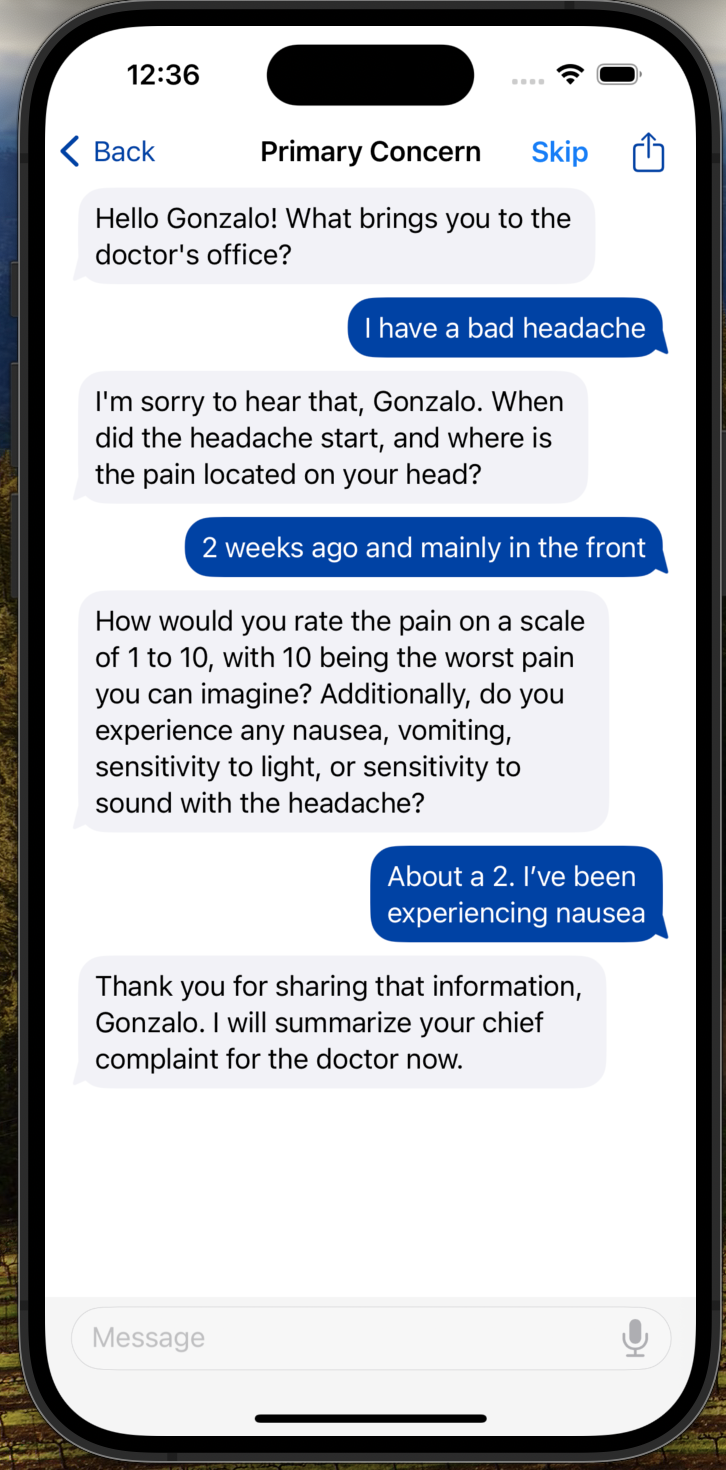 12:36
Back Primary Concern Skip
Hello Gonzalo! What brings you to the
doctor's office?
I have a bad headache
I'm sorry to hear that, Gonzalo. When
did the headache start, and where is
the pain located on your head?
2 weeks ago and mainly in the front
How would you rate the pain on a scale
of 1 to 10, with 10 being the worst pain
you can imagine? Additionally, do you
experience any nausea, vomiting,
sensitivity to light, or sensitivity to
sound with the headache?
About a 2. I’ve been
experiencing nausea
Thank you for sharing that information,
Gonzalo. I will summarize your chief
complaint for the doctor now.
Message